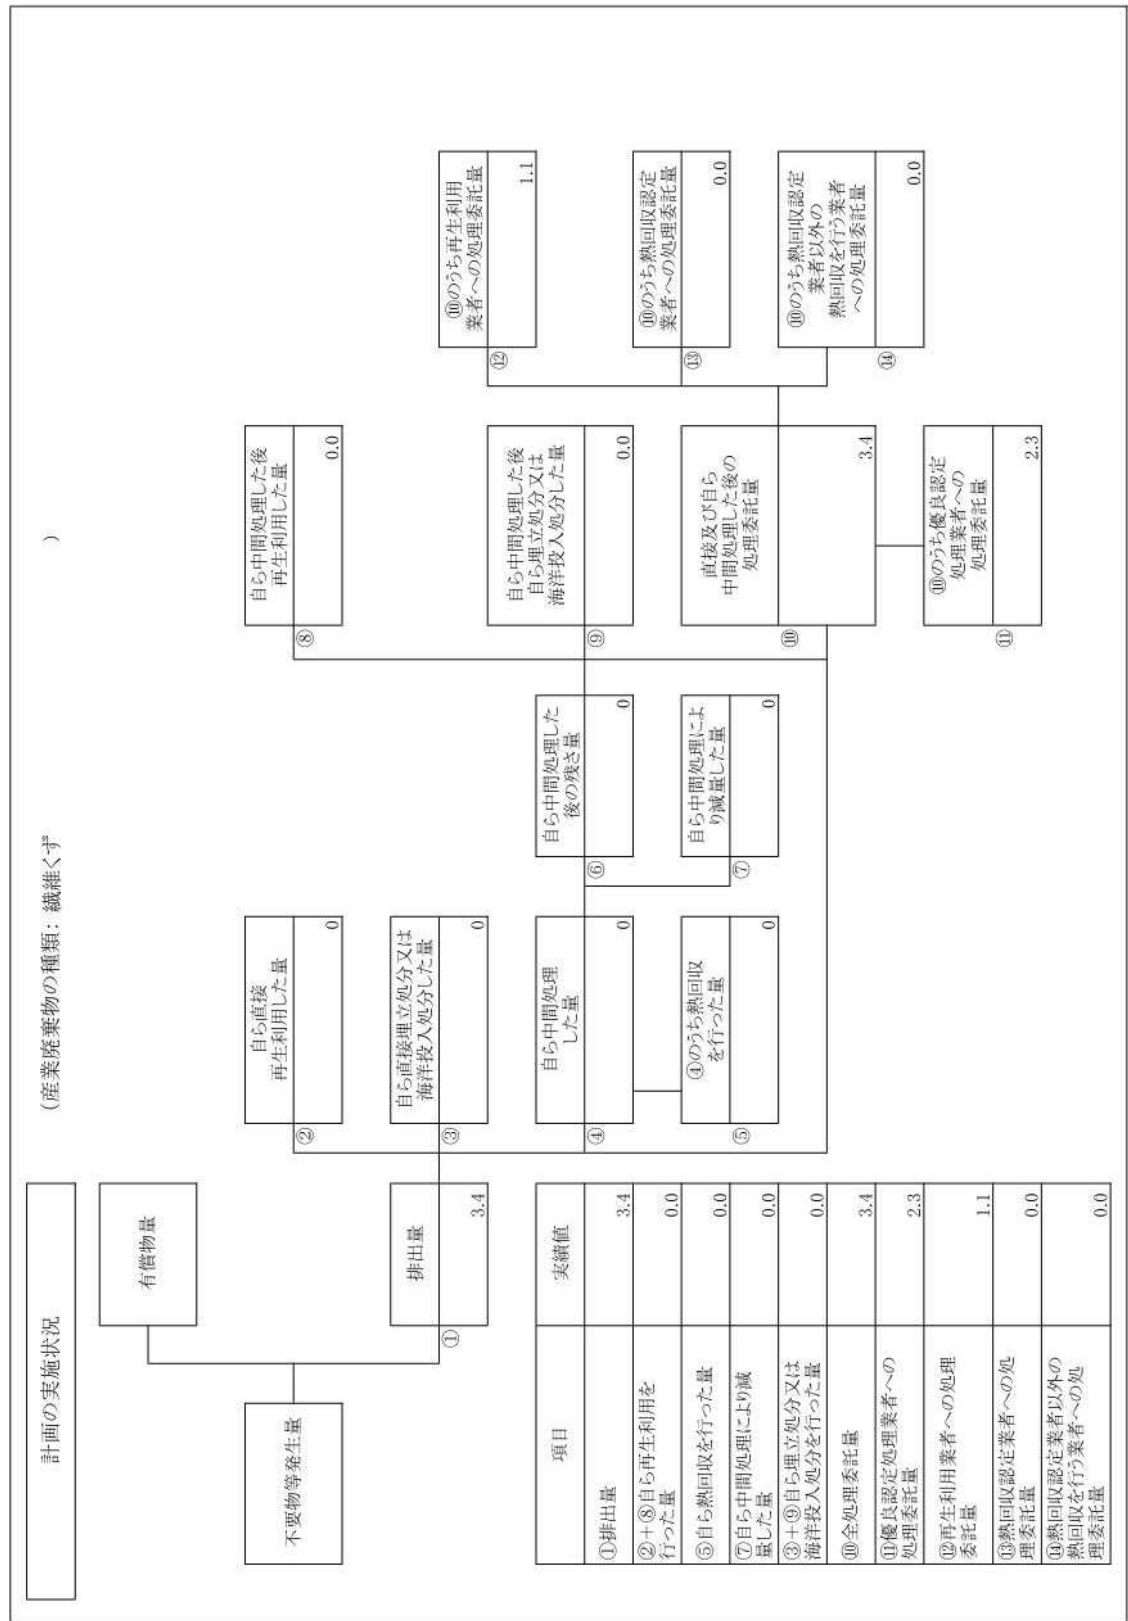 計画の実施状況
(産業廃棄物の種類: 繊維くず )
不要物等発生量
有償物量
①
排出量
3.4
②
自ら直接
再生利用した量
0
③
自ら直接埋立処分又は
海洋投入処分した量
0
④
自ら中間処理
した量
0
⑤
④のうち熱回収
を行った量
0
⑥
自ら中間処理した
後の残さ量
0
⑦
自ら中間処理によ
り減量した量
0
⑧
自ら中間処理した後
再生利用した量
0.0
⑨
自ら中間処理した後
自ら埋立処分又は
海洋投入処分した量
0.0
⑩
直接及び自ら
中間処理した後の
処理委託量
3.4
⑪
⑩のうち優良認定
処理業者への
処理委託量
2.3
⑫
⑩のうち再生利用
業者への処理委託量
1.1
⑬
⑩のうち熱回収認定
業者への処理委託量
0.0
⑭
⑩のうち熱回収認定
業者以外の
熱回収を行う業者
への処理委託量
0.0
項目 実績値
①排出量 3.4
②+⑧自ら再生利用を
行った量 0.0
⑤自ら熱回収を行った量 0.0
⑦自ら中間処理により減
量した量 0.0
③+⑨自ら埋立処分又は
海洋投入処分を行った量 0.0
⑩全処理委託量 3.4
⑪優良認定処理業者への
処理委託量 2.3
⑫再生利用業者への処理
委託量 1.1
⑬熱回収認定業者への処
理委託量 0.0
⑭熱回収認定業者以外の
熱回収を行う業者への処
理委託量 0.0